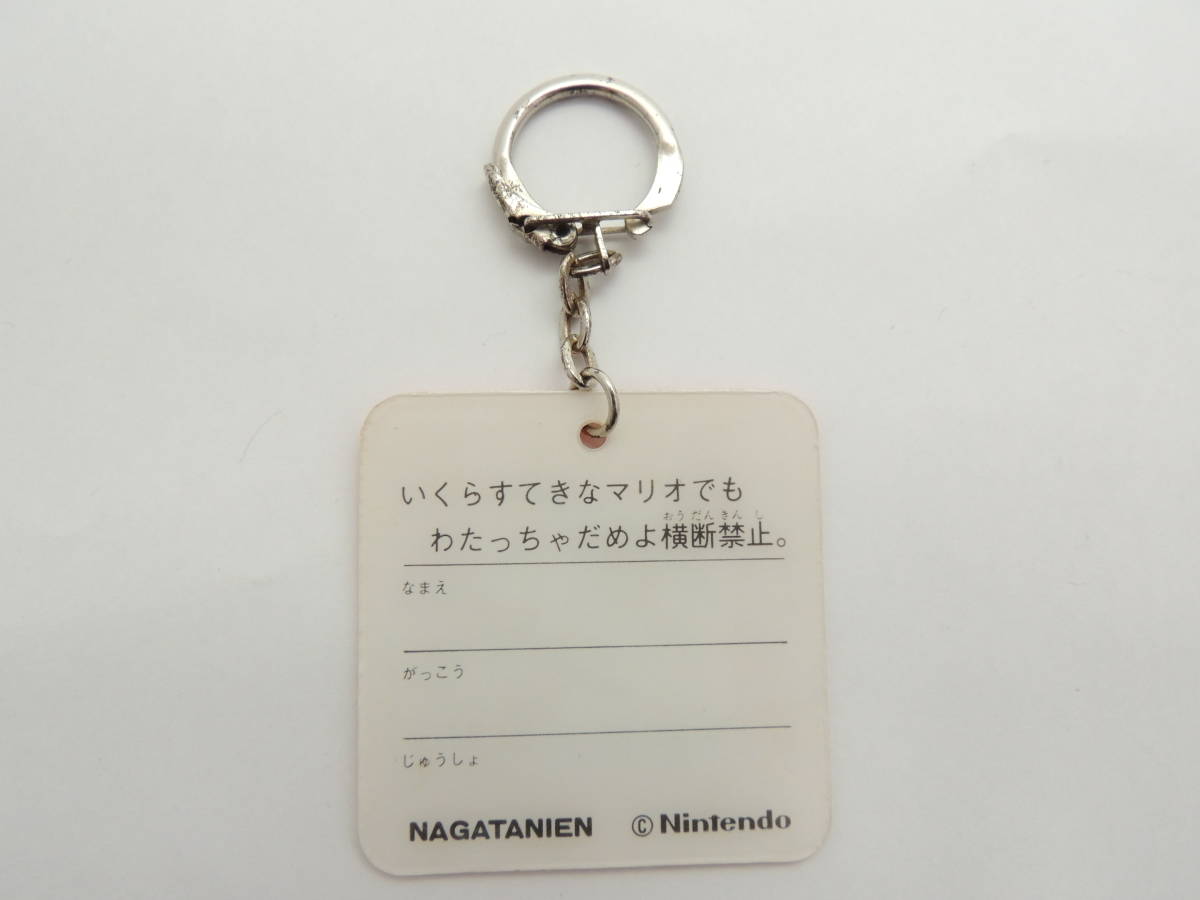 いくらすてきなマリオでも
おうだんきんし
わたっちゃだめよ横断禁止。
なまえ
がっこう
じゅうしょ
NAGATANIEN ©Nintendo